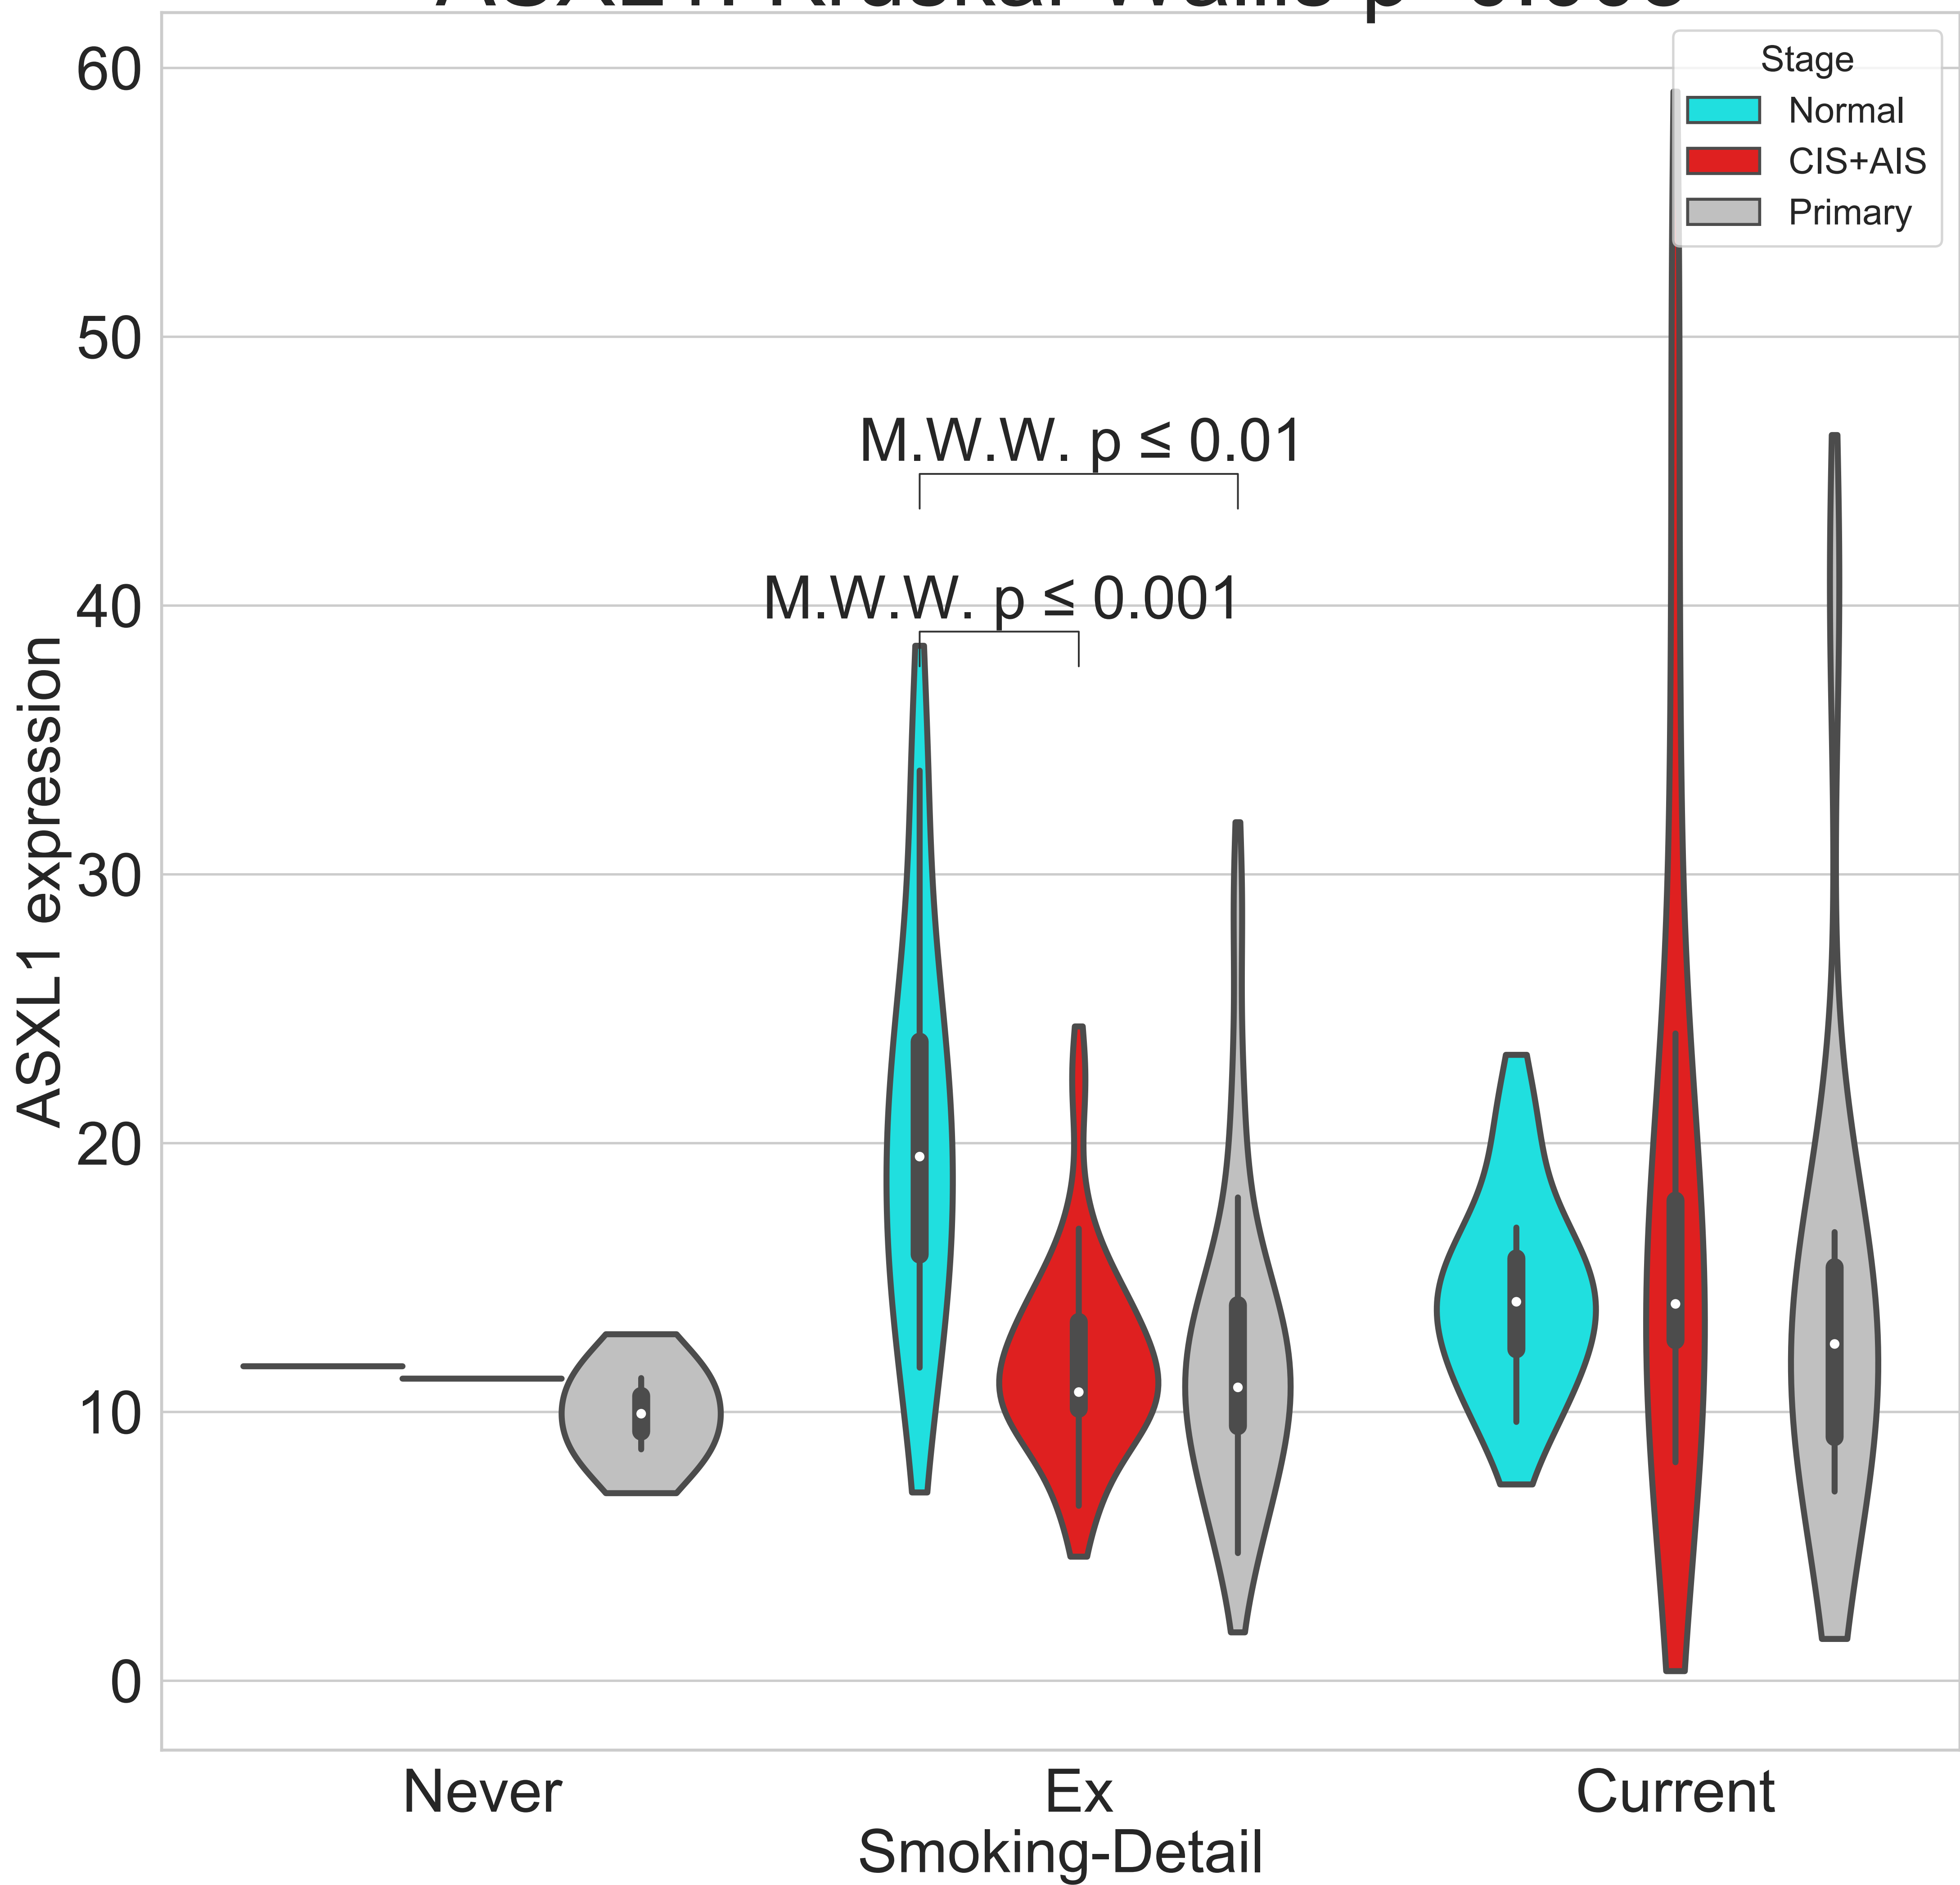 Stage
Normal
CIS+AIS
Primary
60
50
40
30
20
10
0
ASXL1 expression
M.W.W. p ≤ 0.01
M.W.W. p ≤ 0.001
Never
Ex
Current
Smoking-Detail